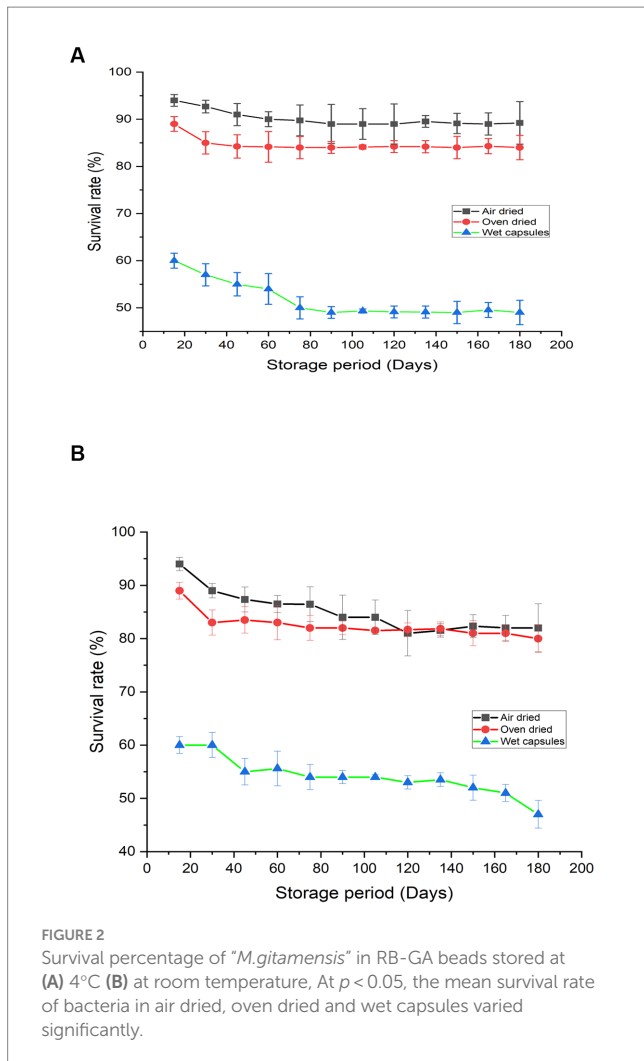 A
100
90
80
70
60
50
Survival rate (%)
Air dried
Oven dried
Wet capsules
0 20 40 60 80 100 120 140 160 180 200
Storage period (Days)
B
100
90
80
70
60
50
40
Survival rate (%)
Air dried
Oven dried
Wet capsules
0 20 40 60 80 100 120 140 160 180 200
Storage period (Days)
FIGURE 2
Survival percentage of “M.gitamensis“ in RB-GA beads stored at
(A) 4°C (B) at room temperature, At p < 0.05, the mean survival rate
of bacteria in air dried, oven dried and wet capsules varied
significantly.